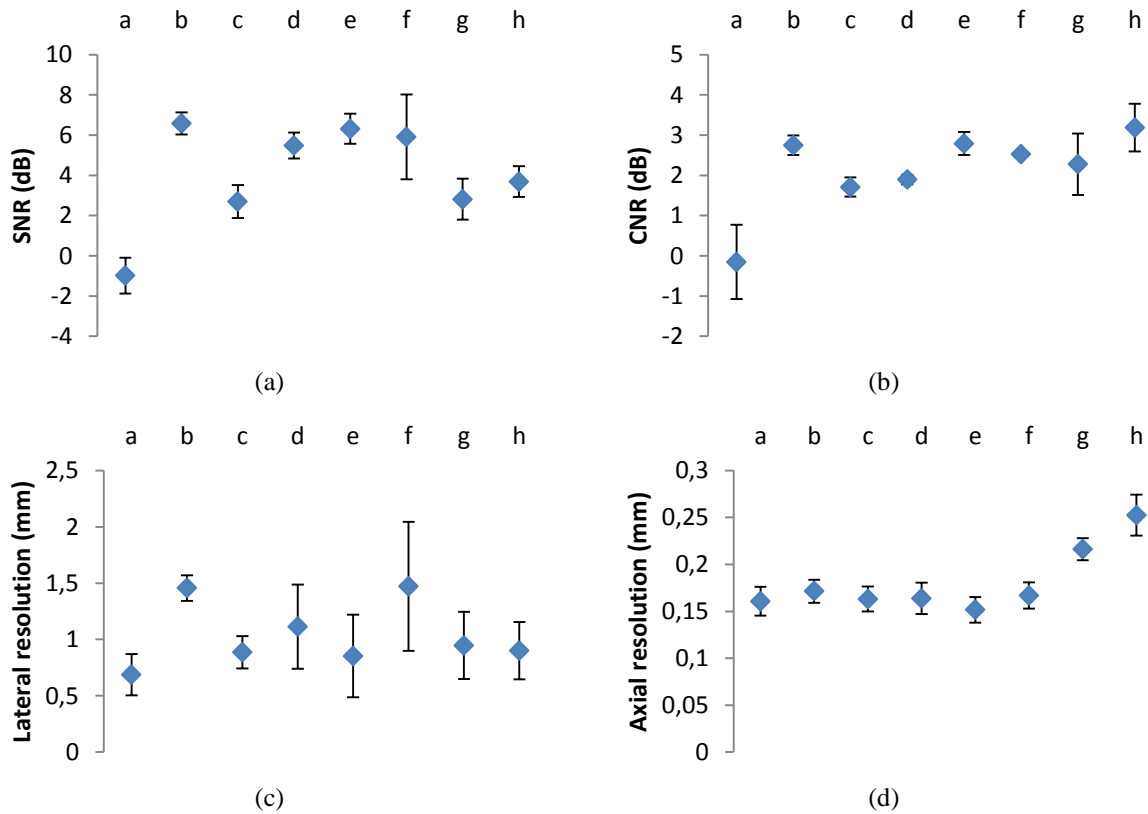 a b c d e f g h
10
8
6
4
2
0
-2
-4
SNR (dB)
(a)
a b c d e f g h
5
4
3
2
1
0
-1
-2
CNR (dB)
(b)
a b c d e f g h
2,5
2
1,5
1
0,5
0
Lateral resolution (mm)
(c)
a b c d e f g h
0,3
0,25
0,2
0,15
0,1
0,05
0
Axial resolution (mm)
(d)